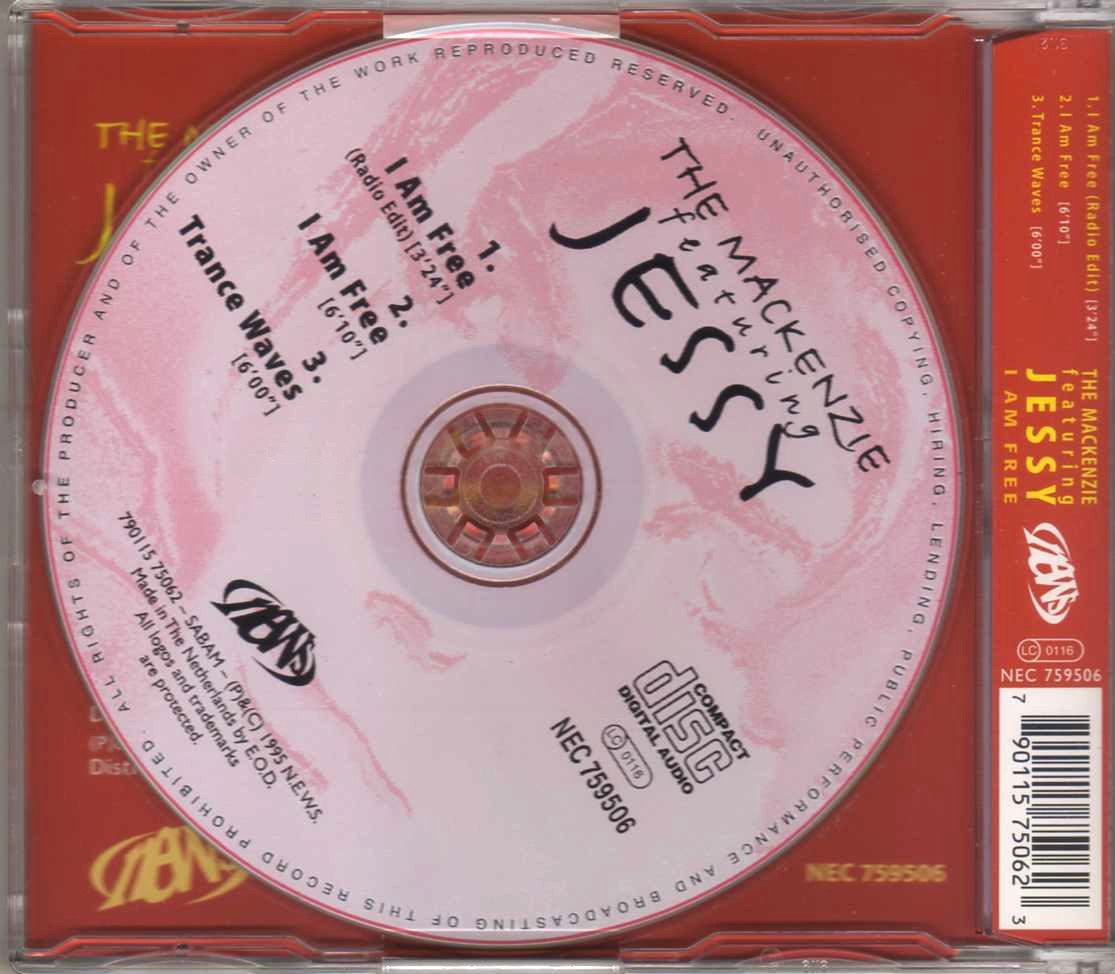 THE MACKENZIE
featuring
JESSY
1.
I Am Free
(Radio Edit) [3'24"]
2.
I Am Free
[6'10"]
3.
Trance Waves
[6'00"]
790115 75062 – SABAM – (P)&(C) 1995 N.E.W.S.
Made in The Netherlands by E.O.D.
All logos and trademarks
are protected.
COMPACT
disc
DIGITAL AUDIO
LC 0116
NEC 759506
ALL RIGHTS OF THE PRODUCER AND OF THE OWNER OF THE WORK REPRODUCED RESERVED. UNAUTHORISED COPYING, HIRING, LENDING, PUBLIC PERFORMANCE AND BROADCASTING OF THIS RECORD PROHIBITED.
THE
J
(P)
Distr
NEC 759506
1. I Am Free (Radio Edit) [3'24"]
2. I Am Free [6'10"]
3. Trance Waves [6'00"]
THE MACKENZIE
featuring
JESSY
I AM FREE
LC 0116
NEC 759506
7 90115 75062 3